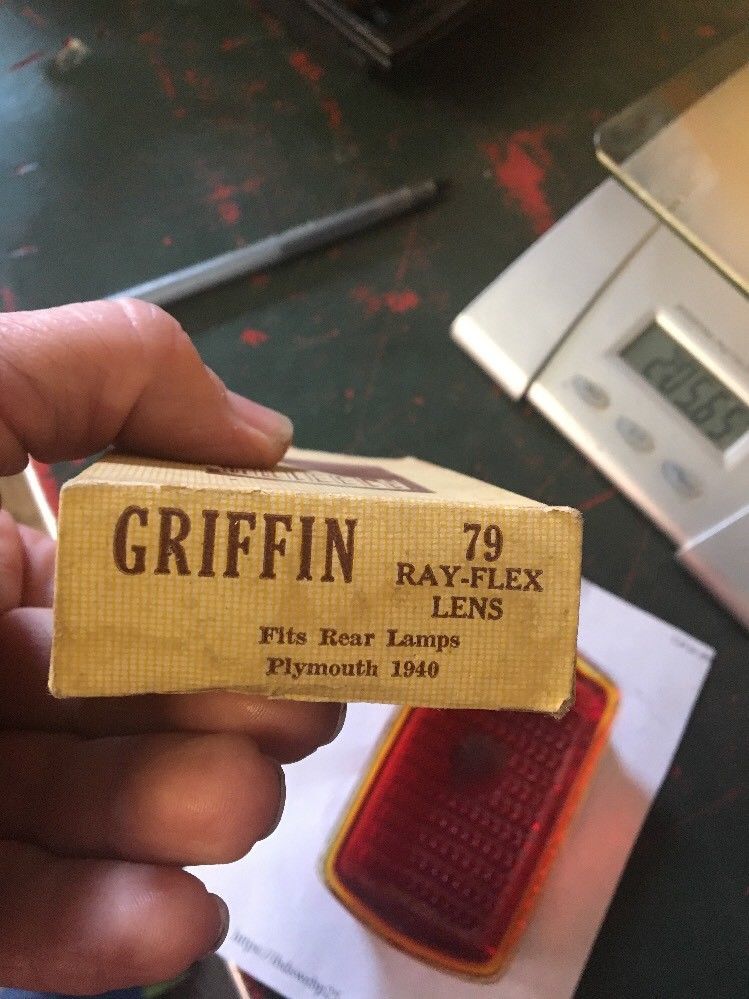 GRIFFIN
79
RAY-FLEX
LENS
Fits Rear Lamps
Plymouth 1940